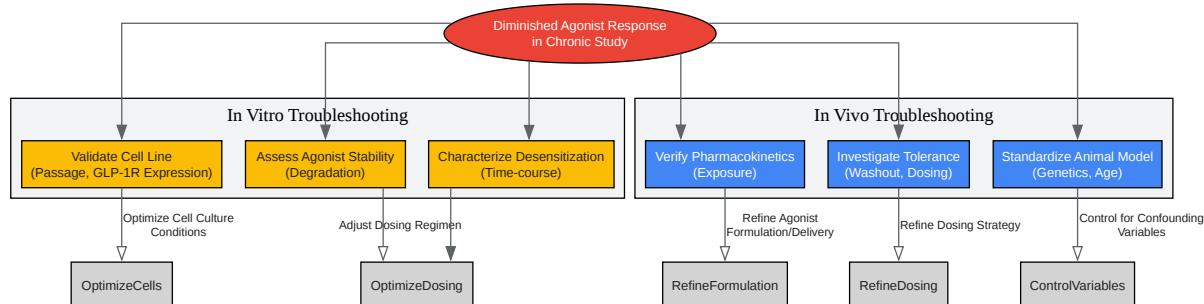 Diminished Agonist Response
in Chronic Study
In Vitro Troubleshooting
In Vivo Troubleshooting
Validate Cell Line
(Passage, GLP-1R Expression)
Assess Agonist Stability
(Degradation)
Characterize Desensitization
(Time-course)
Verify Pharmacokinetics
(Exposure)
Investigate Tolerance
(Washout, Dosing)
Standardize Animal Model
(Genetics, Age)
Optimize Cell Culture
Conditions
Adjust Dosing Regimen
Refine Agonist
Formulation/Delivery
Refine Dosing Strategy
Control for Confounding
Variables
OptimizeCells
OptimizeDosing
RefineFormulation
RefineDosing
ControlVariables